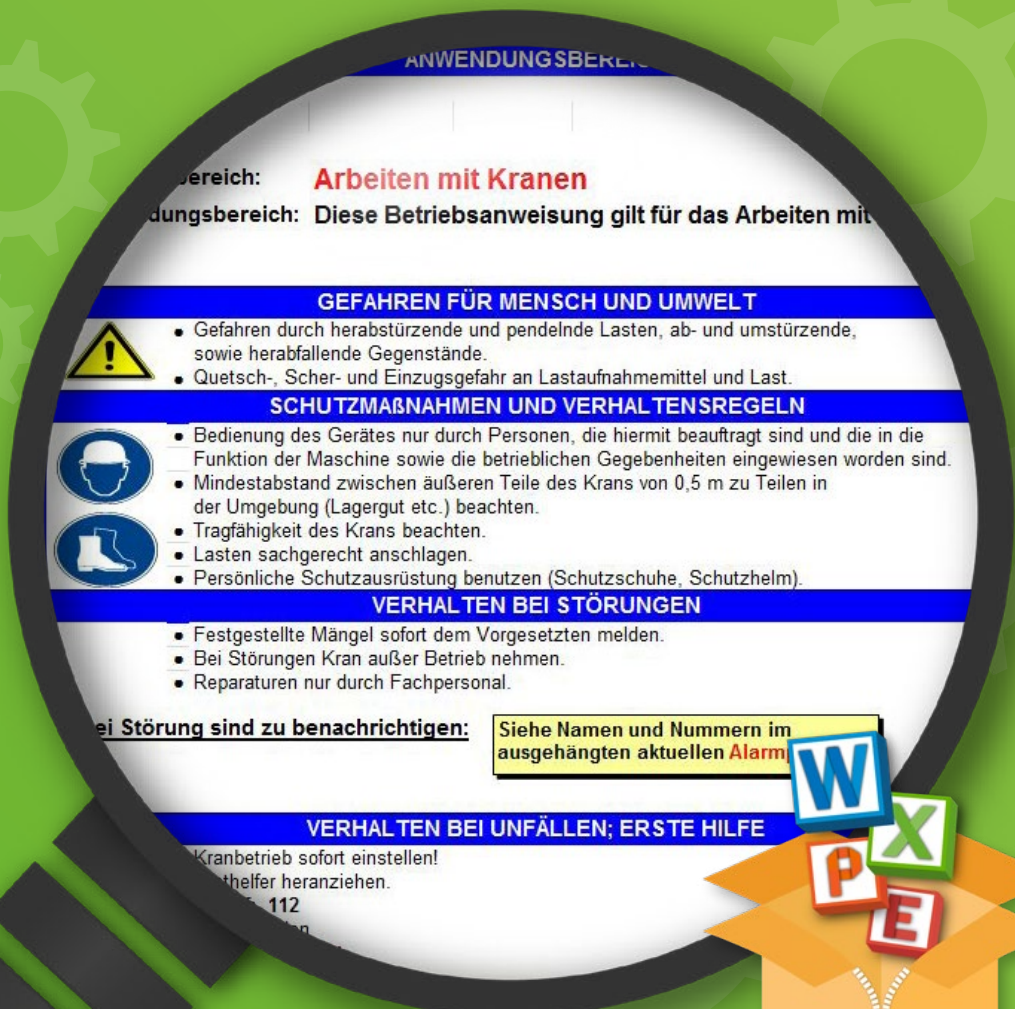 ANWENDUNGSBEREI
Arbeiten mit Kranen
Diese Betriebsanweisung gilt für das Arbeiten mit
GEFAHREN FÜR MENSCH UND UMWELT
• Gefahren durch herabstürzende und pendelnde Lasten, ab- und umstürzende,
sowie herabfallende Gegenstände.
• Quetsch-, Scher- und Einzugsgefahr an Lastaufnahmemittel und Last.
SCHUTZMAßNAHMEN UND VERHALTENSREGELN
• Bedienung des Gerätes nur durch Personen, die hiermit beauftragt sind und die in die
Funktion der Maschine sowie die betrieblichen Gegebenheiten eingewiesen worden sind.
• Mindestabstand zwischen äußeren Teile des Krans von 0,5 m zu Teilen in
der Umgebung (Lagergut etc.) beachten.
• Tragfähigkeit des Krans beachten.
• Lasten sachgerecht anschlagen.
• Persönliche Schutzausrüstung benutzen (Schutzschuhe, Schutzhelm).
VERHALTEN BEI STÖRUNGEN
• Festgestellte Mängel sofort dem Vorgesetzten melden.
• Bei Störungen Kran außer Betrieb nehmen.
• Reparaturen nur durch Fachpersonal.
ei Störung sind zu benachrichtigen:
Siehe Namen und Nummern im
ausgehängten aktuellen Alarm
VERHALTEN BEI UNFÄLLEN; ERSTE HILFE
Kranbetrieb sofort einstellen!
thelfer heranziehen.
112
W
X
P
E